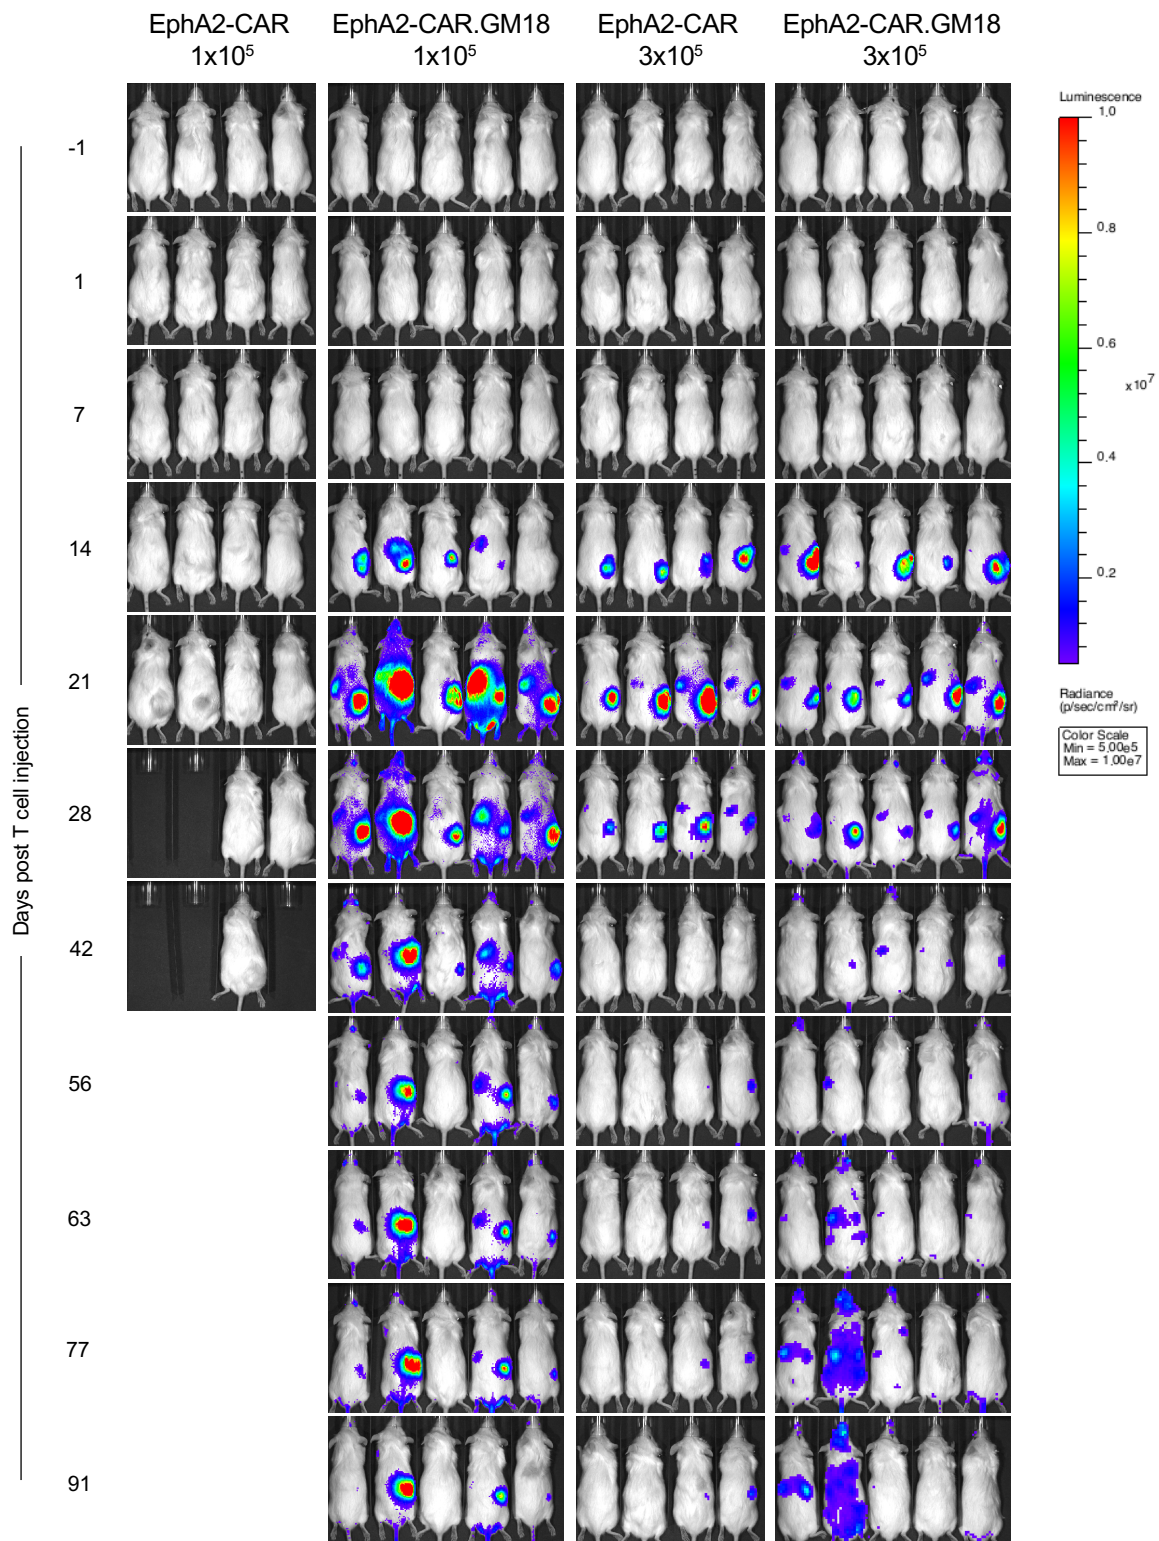 EphA2-CAR
1x10⁵
EphA2-CAR.GM18
1x10⁵
EphA2-CAR
3x10⁵
EphA2-CAR.GM18
3x10⁵
Days post T cell injection
-1
1
7
14
21
28
42
56
63
77
91
Luminescence
1.0
0.8
0.6
x10⁷
0.4
0.2
Radiance
(p/sec/cm²/sr)
Color Scale
Min = 5.00e5
Max = 1.00e7